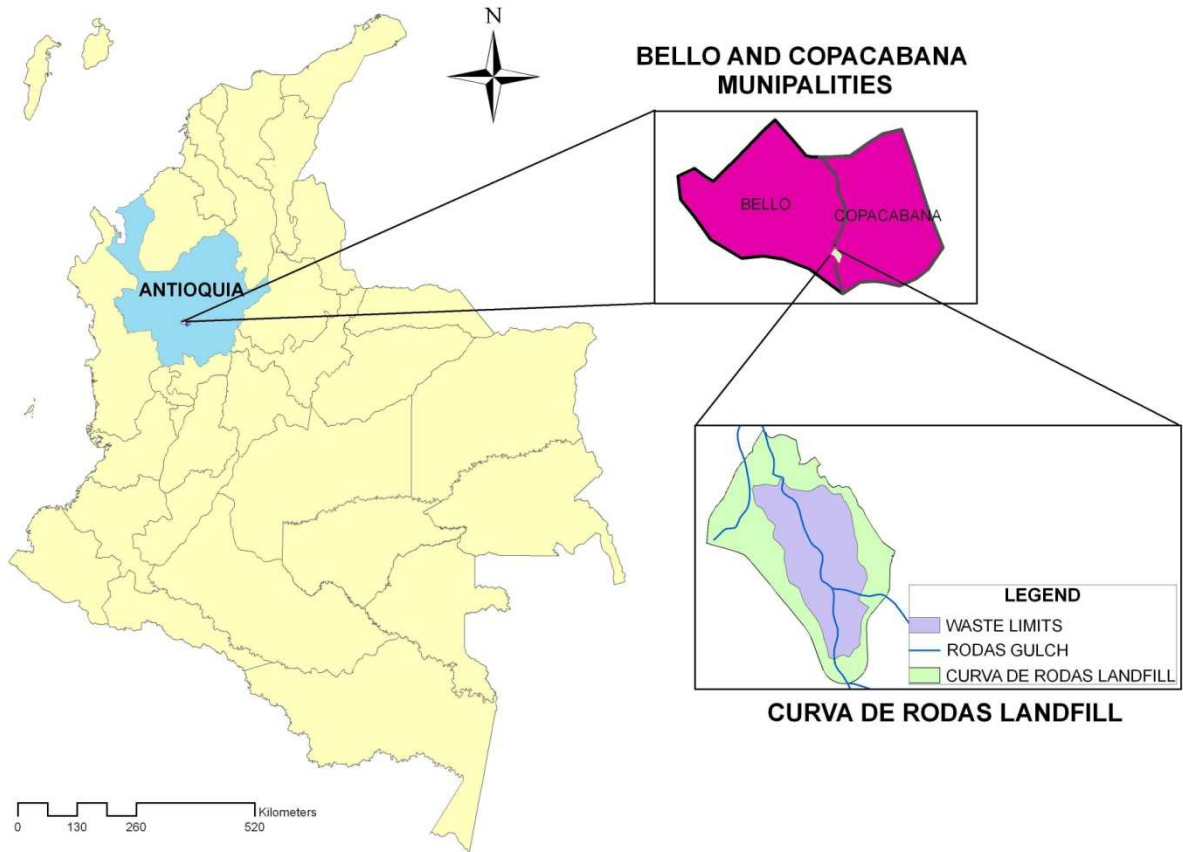 N
BELLO AND COPACABANA
MUNIPALITIES
BELLO
COPACABANA
ANTIOQUIA
LEGEND
WASTE LIMITS
RODAS GULCH
CURVA DE RODAS LANDFILL
CURVA DE RODAS LANDFILL
Kilometers
0 130 260 520